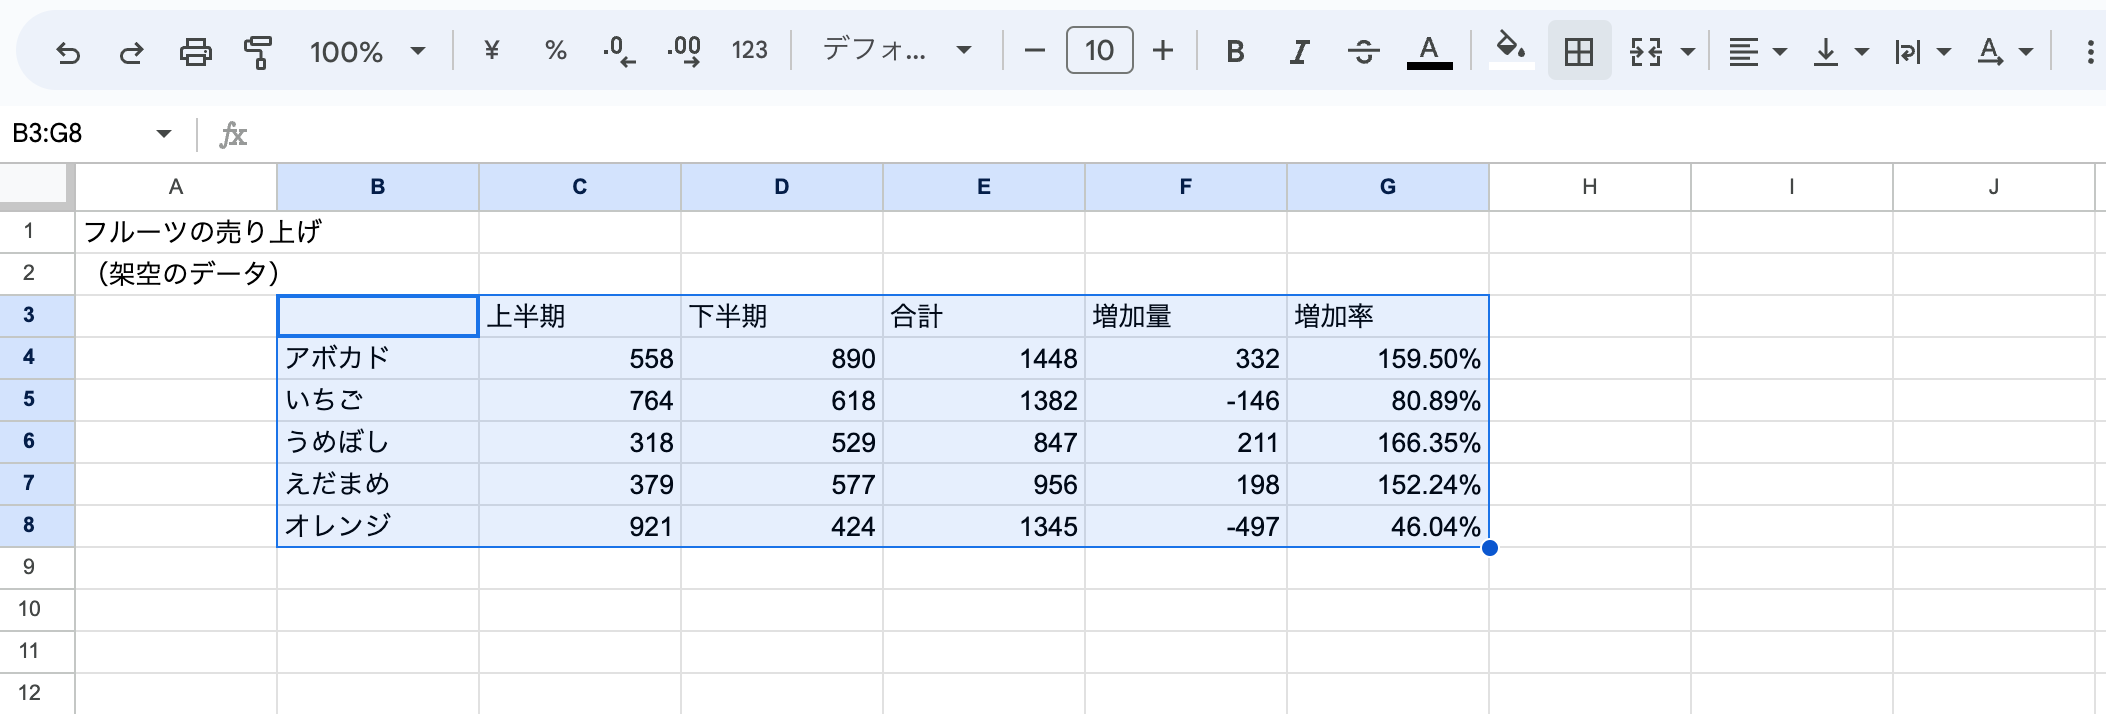 100% ¥ % .0 .00 123 デフォ... 10 B I A A
B3:G8 fx
A B C D E F G H I J
1 フルーツの売り上げ
2 （架空のデータ）
3 上半期 下半期 合計 増加量 増加率
4 アボカド 558 890 1448 332 159.50%
5 いちご 764 618 1382 -146 80.89%
6 うめぼし 318 529 847 211 166.35%
7 えだまめ 379 577 956 198 152.24%
8 オレンジ 921 424 1345 -497 46.04%
9
10
11
12